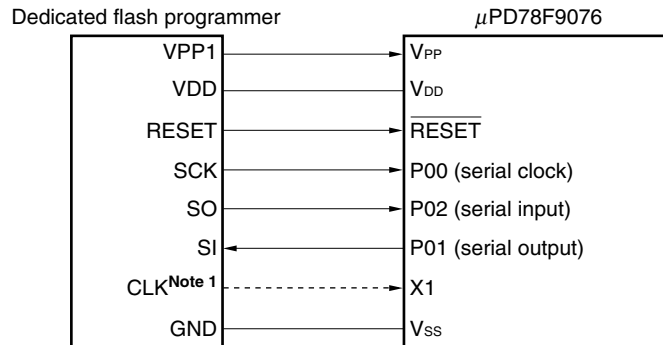 Dedicated flash programmer μPD78F9076
VPP1 VPP
VDD VDD
RESET RESET
SCK P00 (serial clock)
SO P02 (serial input)
SI P01 (serial output)
CLKNote 1 X1
GND VSS